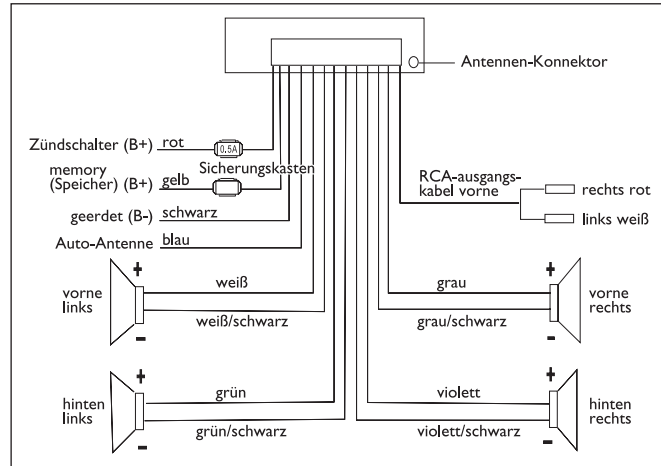 Antennen-Konnektor
Zündschalter (B+) rot 0.5A
Sicherungskasten
memory
(Speicher) (B+) gelb
geerdet (B-) schwarz
Auto-Antenne blau
RCA-ausgangs-
kabel vorne
rechts rot
links weiß
+
vorne
links
-
weiß
weiß/schwarz
grau
grau/schwarz
+
vorne
rechts
-
+
hinten
links
-
grün
grün/schwarz
violett
violett/schwarz
+
hinten
rechts
-